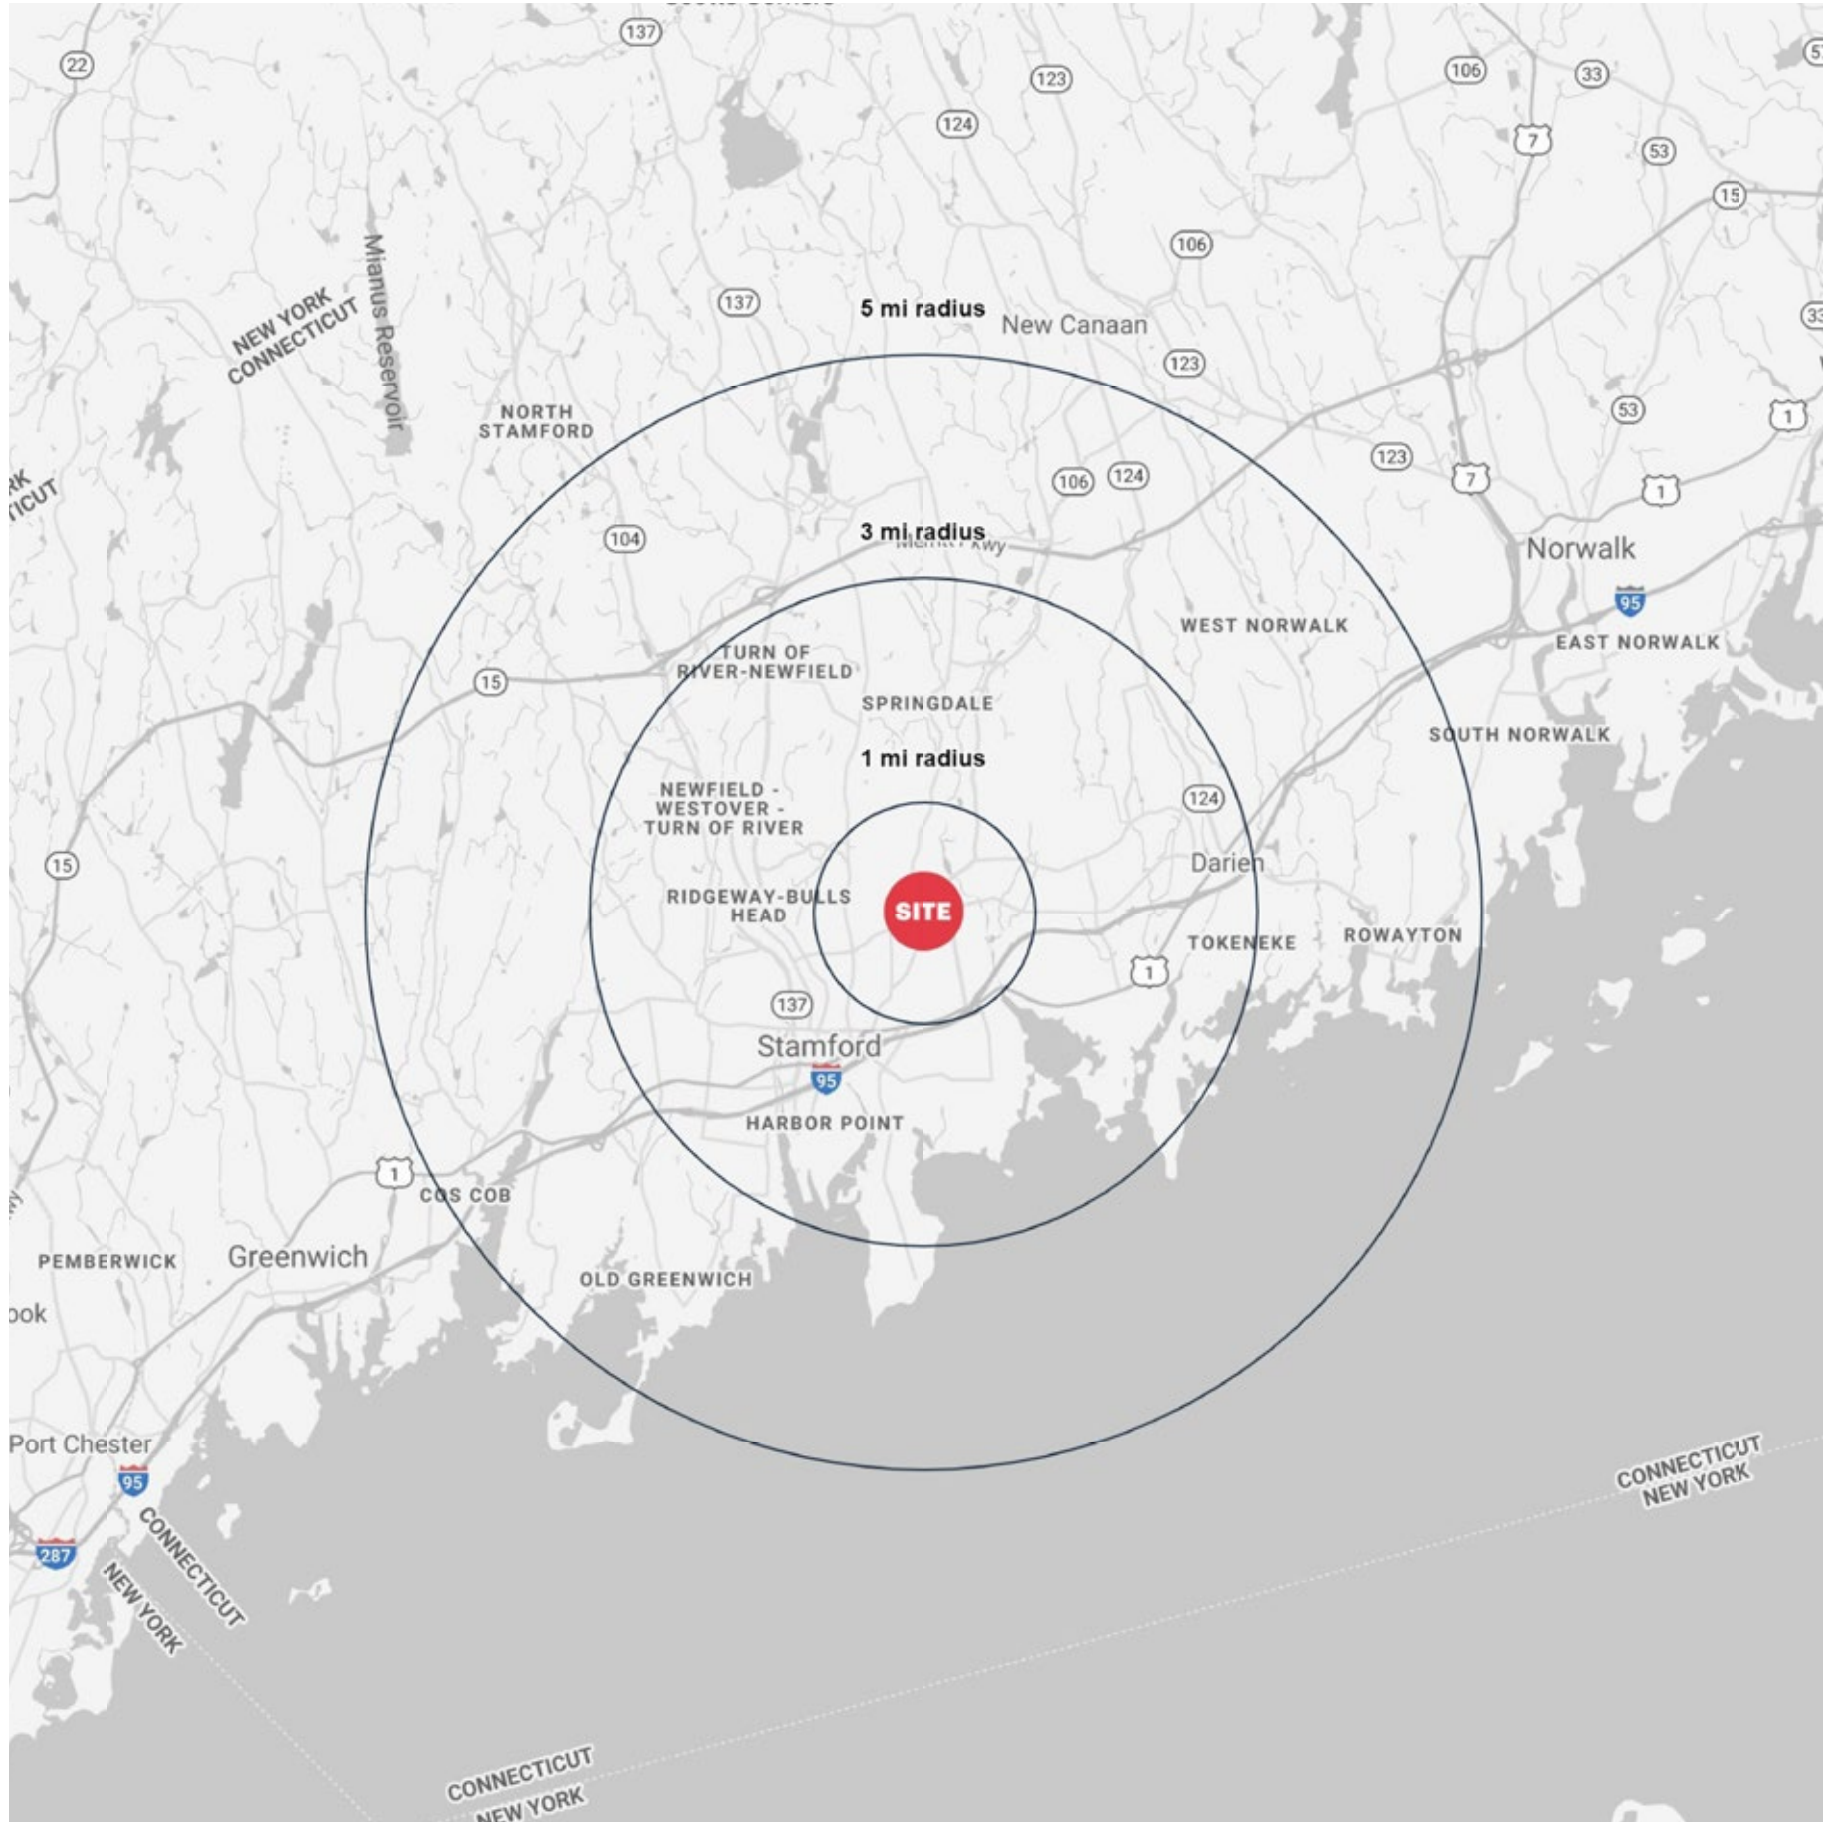 137
22
123
106
33
124
7
53
15
106
NEW YORK
CONNECTICUT
Mianus Reservoir
137
5 mi radius
New Canaan
33
123
NORTH
STAMFORD
53
1
123
7
106
124
1
104
3 mi radius
Norwalk
95
WEST NORWALK
EAST NORWALK
TURN OF
RIVER-NEWFIELD
15
SPRINGDALE
SOUTH NORWALK
1 mi radius
NEWFIELD -
WESTOVER -
TURN OF RIVER
124
15
Darien
RIDGEWAY-BULLS
HEAD
SITE
TOKENEKE
ROWAYTON
1
137
Stamford
95
HARBOR POINT
1
COS COB
PEMBERWICK
Greenwich
OLD GREENWICH
Port Chester
95
CONNECTICUT
NEW YORK
287
CONNECTICUT
NEW YORK
CONNECTICUT
NEW YORK